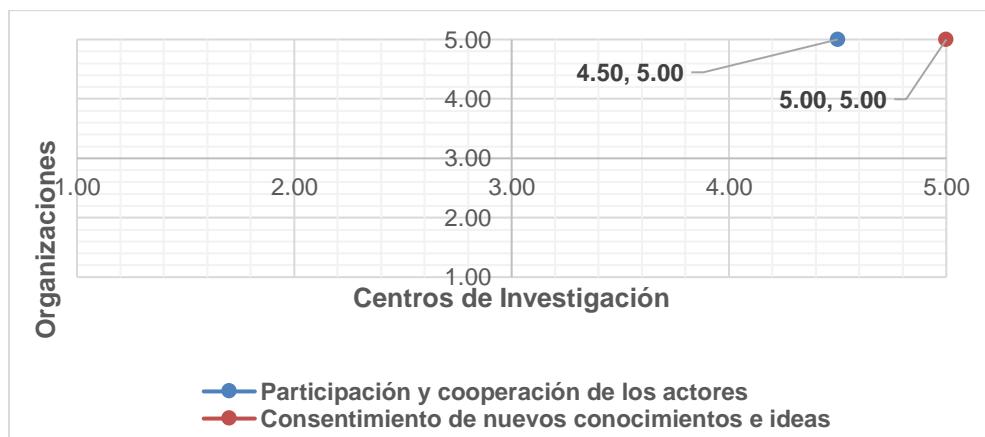 5.00
4.50, 5.00
5.00, 5.00
4.00
3.00
1.00 2.00 3.00 4.00 5.00
2.00
1.00
Organizaciones
Centros de Investigación
Participación y cooperación de los actores
Consentimiento de nuevos conocimientos e ideas